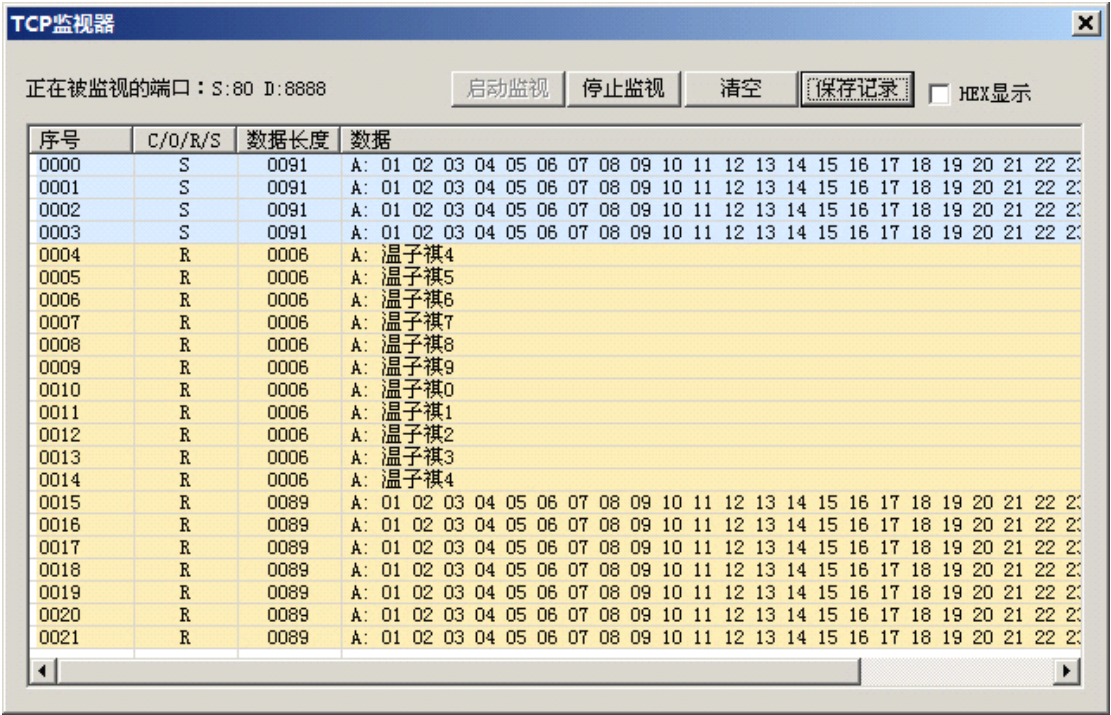 TCP监视器
正在被监视的端口：S:80 D:8888 启动监视 停止监视 清空 保存记录 HEX显示
序号 C/O/R/S 数据长度 数据
0000 S 0091 A: 01 02 03 04 05 06 07 08 09 10 11 12 13 14 15 16 17 18 19 20 21 22
0001 S 0091 A: 01 02 03 04 05 06 07 08 09 10 11 12 13 14 15 16 17 18 19 20 21 22
0002 S 0091 A: 01 02 03 04 05 06 07 08 09 10 11 12 13 14 15 16 17 18 19 20 21 22
0003 S 0091 A: 01 02 03 04 05 06 07 08 09 10 11 12 13 14 15 16 17 18 19 20 21 22
0004 R 0006 A: 温子祺4
0005 R 0006 A: 温子祺5
0006 R 0006 A: 温子祺6
0007 R 0006 A: 温子祺7
0008 R 0006 A: 温子祺8
0009 R 0006 A: 温子祺9
0010 R 0006 A: 温子祺0
0011 R 0006 A: 温子祺1
0012 R 0006 A: 温子祺2
0013 R 0006 A: 温子祺3
0014 R 0006 A: 温子祺4
0015 R 0089 A: 01 02 03 04 05 06 07 08 09 10 11 12 13 14 15 16 17 18 19 20 21 22
0016 R 0089 A: 01 02 03 04 05 06 07 08 09 10 11 12 13 14 15 16 17 18 19 20 21 22
0017 R 0089 A: 01 02 03 04 05 06 07 08 09 10 11 12 13 14 15 16 17 18 19 20 21 22
0018 R 0089 A: 01 02 03 04 05 06 07 08 09 10 11 12 13 14 15 16 17 18 19 20 21 22
0019 R 0089 A: 01 02 03 04 05 06 07 08 09 10 11 12 13 14 15 16 17 18 19 20 21 22
0020 R 0089 A: 01 02 03 04 05 06 07 08 09 10 11 12 13 14 15 16 17 18 19 20 21 22
0021 R 0089 A: 01 02 03 04 05 06 07 08 09 10 11 12 13 14 15 16 17 18 19 20 21 22